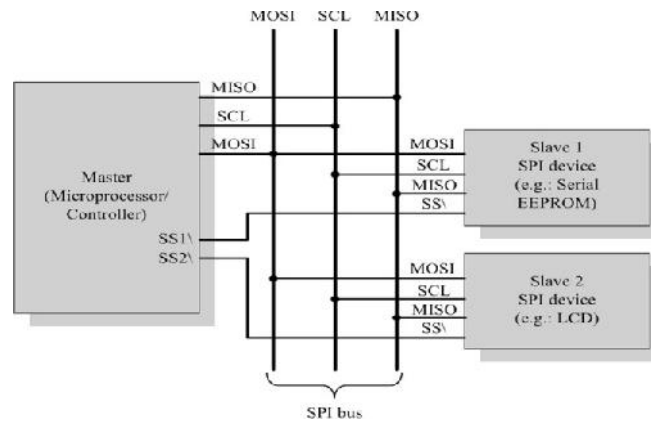 MOSI SCL MISO
MISO
SCL
MOSI
Master
(Microprocessor/
Controller)
SS1\
SS2\
MOSI
SCL
MISO
SS\
Slave 1
SPI device
(e.g.: Serial
EEPROM)
MOSI
SCL
MISO
SS\
Slave 2
SPI device
(e.g.: LCD)
SPI bus